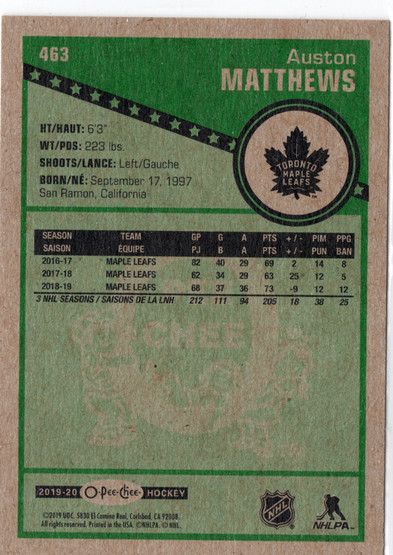 463
Auston
MATTHEWS
HT/HAUT: 6'3"
WT/POS: 223 lbs.
SHOOTS/LANCE: Left/Gauche
BORN/NÉ: September 17, 1997
San Ramon, California
TORONTO
MAPLE
LEAFS
SEASON TEAM GP G A PTS +/- PIM PPG
SAISON ÉQUIPE PJ B A PTS +/- PUN BAN
2016-17 MAPLE LEAFS 82 40 29 69 2 14 8
2017-18 MAPLE LEAFS 62 34 29 63 25 12 5
2018-19 MAPLE LEAFS 68 37 36 73 -9 12 12
3 NHL SEASONS / SAISONS DE LA LNH 212 111 94 205 18 38 25
CHEE
2019-20 O-Pee-Chee HOCKEY
©2019 UDC. 5830 El Camino Real, Carlsbad, CA 92008.
All rights reserved. Printed in the USA. ©NHLPA. © NHL.
NHL
NHLPA